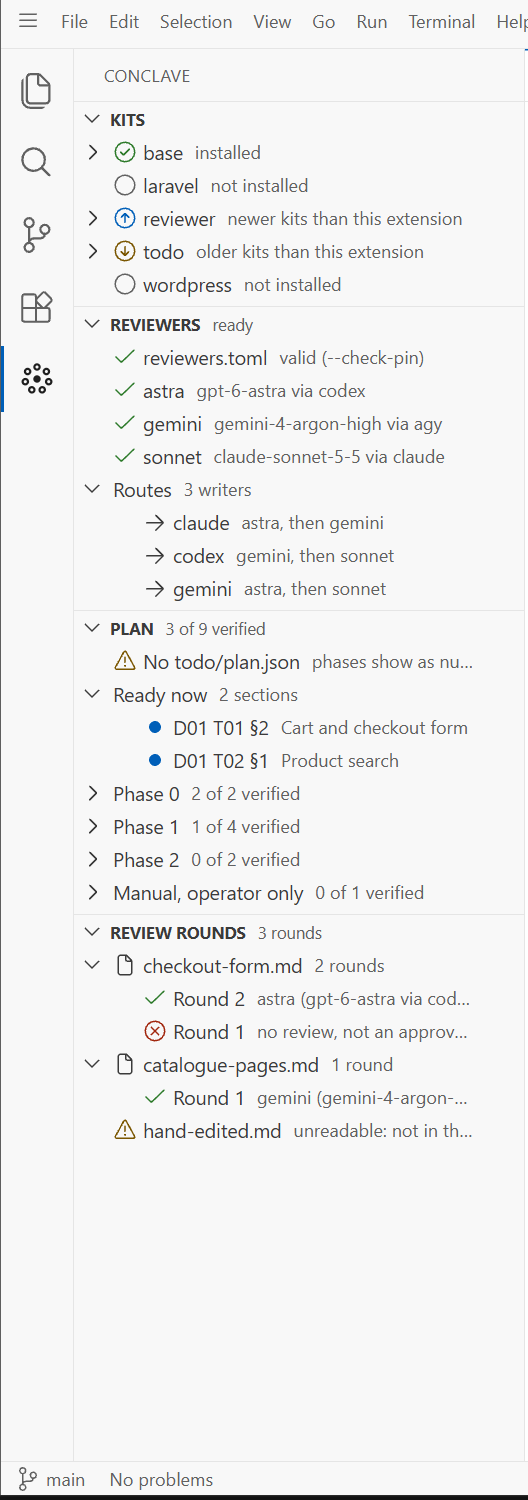 File Edit Selection View Go Run Terminal Help
CONCLAVE
KITS
base installed
laravel not installed
reviewer newer kits than this extension
todo older kits than this extension
wordpress not installed
REVIEWERS ready
reviewers.toml valid (--check-pin)
astra gpt-6-astra via codex
gemini gemini-4-argon-high via agy
sonnet claude-sonnet-5-5 via claude
Routes 3 writers
claude astra, then gemini
codex gemini, then sonnet
gemini astra, then sonnet
PLAN 3 of 9 verified
No todo/plan.json phases show as nu...
Ready now 2 sections
D01 T01 §2 Cart and checkout form
D01 T02 §1 Product search
Phase 0 2 of 2 verified
Phase 1 1 of 4 verified
Phase 2 0 of 2 verified
Manual, operator only 0 of 1 verified
REVIEW ROUNDS 3 rounds
checkout-form.md 2 rounds
Round 2 astra (gpt-6-astra via cod...
Round 1 no review, not an approv...
catalogue-pages.md 1 round
Round 1 gemini (gemini-4-argon-...
hand-edited.md unreadable: not in th...
main No problems